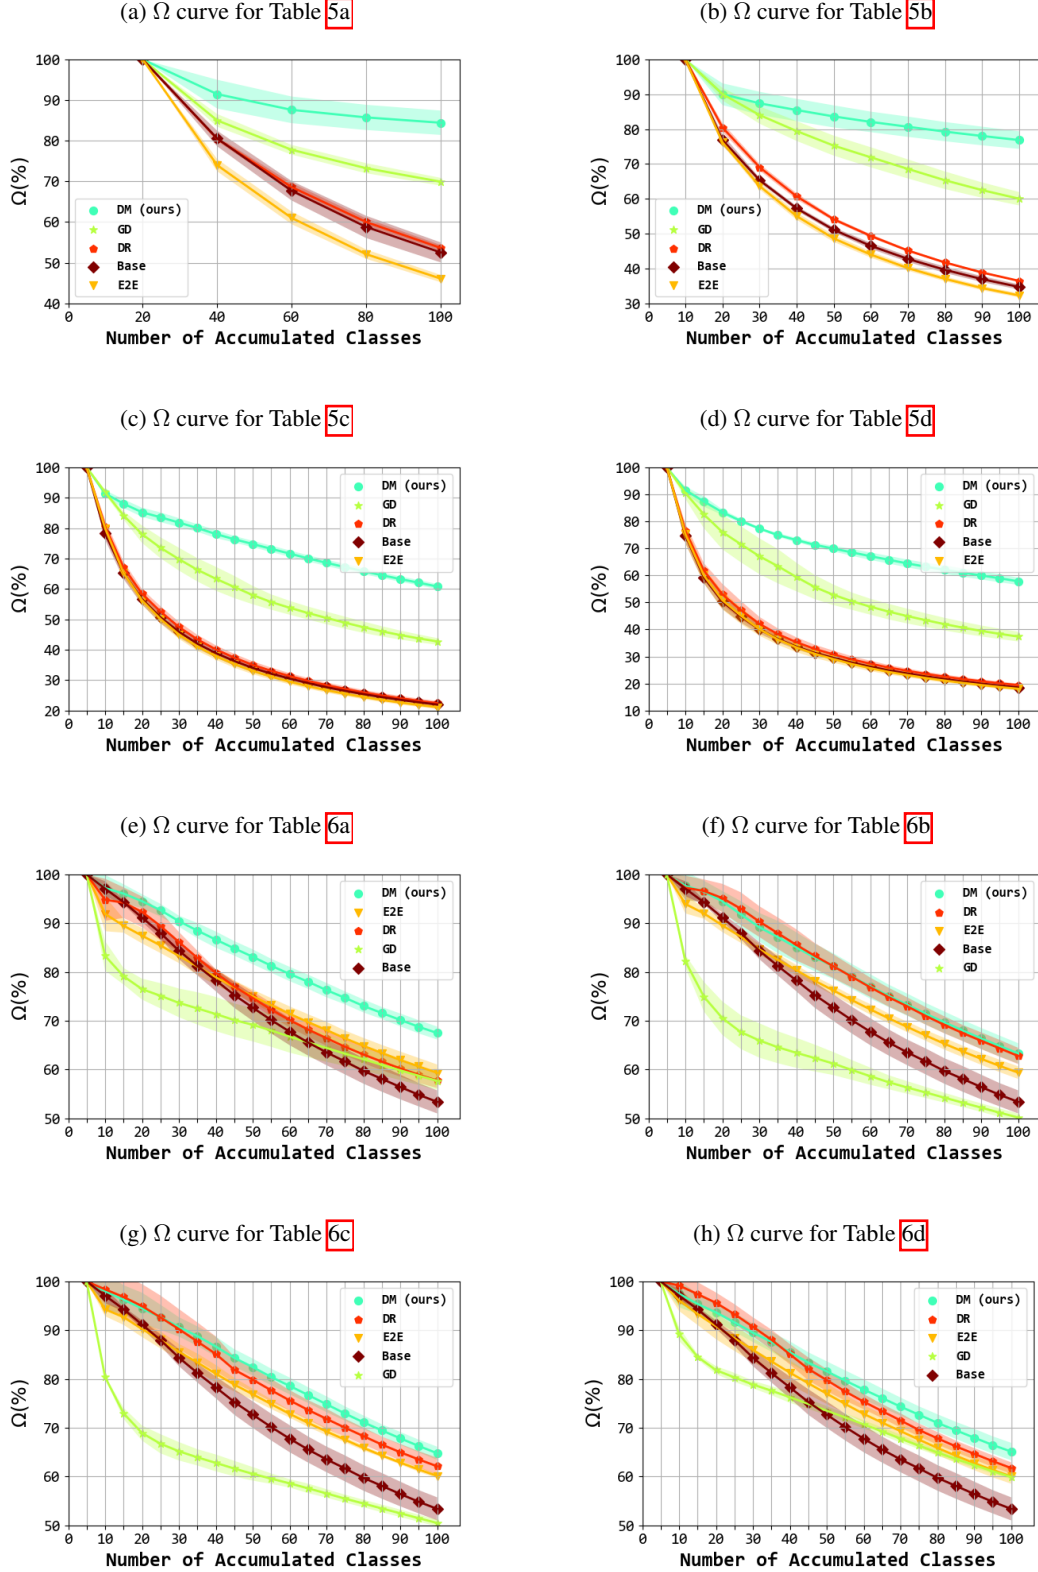 (a) Ω curve for Table 5a
Ω(%)
100
90
80
70
60
50
40
DM (ours)
GD
DR
Base
E2E
0 20 40 60 80 100
Number of Accumulated Classes
(b) Ω curve for Table 5b
Ω(%)
100
90
80
70
60
50
40
30
DM (ours)
GD
DR
Base
E2E
0 10 20 30 40 50 60 70 80 90 100
Number of Accumulated Classes
(c) Ω curve for Table 5c
Ω(%)
100
90
80
70
60
50
40
30
20
DM (ours)
GD
DR
Base
E2E
0 10 20 30 40 50 60 70 80 90 100
Number of Accumulated Classes
(d) Ω curve for Table 5d
Ω(%)
100
90
80
70
60
50
40
30
20
10
DM (ours)
GD
DR
Base
E2E
0 10 20 30 40 50 60 70 80 90 100
Number of Accumulated Classes
(e) Ω curve for Table 6a
Ω(%)
100
90
80
70
60
50
DM (ours)
E2E
DR
GD
Base
0 10 20 30 40 50 60 70 80 90 100
Number of Accumulated Classes
(f) Ω curve for Table 6b
Ω(%)
100
90
80
70
60
50
DM (ours)
DR
E2E
Base
GD
0 10 20 30 40 50 60 70 80 90 100
Number of Accumulated Classes
(g) Ω curve for Table 6c
Ω(%)
100
90
80
70
60
50
DM (ours)
DR
E2E
Base
GD
0 10 20 30 40 50 60 70 80 90 100
Number of Accumulated Classes
(h) Ω curve for Table 6d
Ω(%)
100
90
80
70
60
50
DM (ours)
DR
E2E
GD
Base
0 10 20 30 40 50 60 70 80 90 100
Number of Accumulated Classes